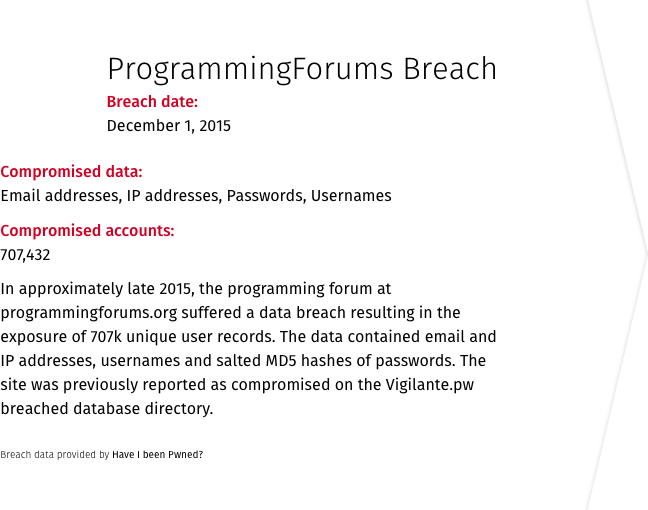 ProgrammingForums Breach
Breach date:
December 1, 2015
Compromised data:
Email addresses, IP addresses, Passwords, Usernames
Compromised accounts:
707,432
In approximately late 2015, the programming forum at
programmingforums.org suffered a data breach resulting in the
exposure of 707k unique user records. The data contained email and
IP addresses, usernames and salted MD5 hashes of passwords. The
site was previously reported as compromised on the Vigilante.pw
breached database directory.
Breach data provided by Have I been Pwned?